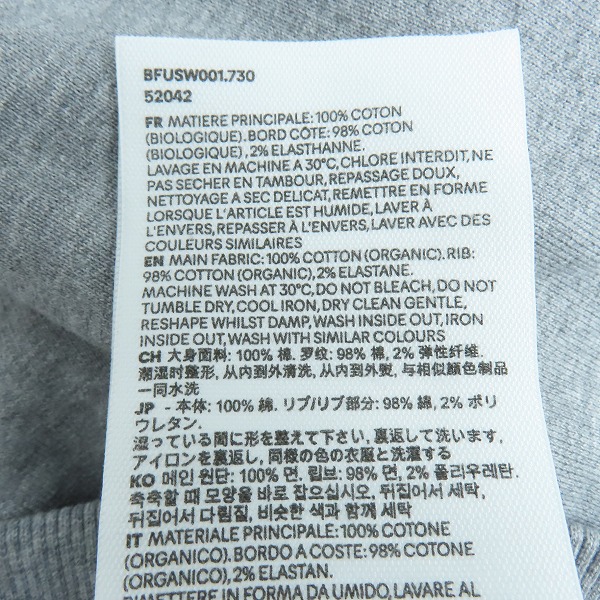 BFUSW001.730
52042
FR MATIERE PRINCIPALE: 100% COTON
(BIOLOGIQUE). BORD CÔTE: 98% COTON
(BIOLOGIQUE), 2% ELASTHANNE.
LAVAGE EN MACHINE A 30°C, CHLORE INTERDIT, NE
PAS SECHER EN TAMBOUR, REPASSAGE DOUX,
NETTOYAGE A SEC DELICAT, REMETTRE EN FORME
LORSQUE L'ARTICLE EST HUMIDE, LAVER À
L'ENVERS, REPASSER À L'ENVERS, LAVER AVEC DES
COULEURS SIMILAIRES
EN MAIN FABRIC: 100% COTTON (ORGANIC). RIB:
98% COTTON (ORGANIC), 2% ELASTANE.
MACHINE WASH AT 30°C, DO NOT BLEACH, DO NOT
TUMBLE DRY, COOL IRON, DRY CLEAN GENTLE,
RESHAPE WHILST DAMP, WASH INSIDE OUT, IRON
INSIDE OUT, WASH WITH SIMILAR COLOURS
CH 大身面料: 100% 棉. 罗纹: 98% 棉, 2% 弹性纤维.
潮湿时整形, 从内到外清洗, 从内到外熨, 与相似颜色制品
一同水洗
JP - 本体: 100% 綿. リブ/リブ部分: 98% 綿, 2% ポリ
ウレタン.
湿っている間に形を整えて下さい, 裏返して洗います,
アイロンを裏返し, 同様の色の衣服と洗濯する
KO 메인 원단: 100% 면. 립브: 98% 면, 2% 폴리우레탄.
축축할 때 모양을 바로 잡으십시오, 뒤집어서 세탁,
뒤집어서 다림질, 비슷한 색과 함께 세탁
IT MATERIALE PRINCIPALE: 100% COTONE
(ORGANICO). BORDO A COSTE: 98% COTONE
(ORGANICO), 2% ELASTAN.
RIMETTERE IN FORMA DA UMIDO, LAVARE AL